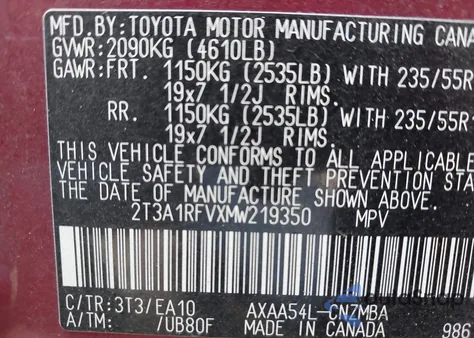 MFD.BY:TOYOTA MOTOR MANUFACTURING CANA
GVWR:2090KG (4610LB)
GAWR:FRT. 1150KG (2535LB) WITH 235/55R
19x7 1/2J RIMS.
RR. 1150KG (2535LB) WITH 235/55R1
19x7 1/2J RIMS.
THIS VEHICLE CONFORMS TO ALL APPLICABL
VEHICLE SAFETY AND THEFT PREVENTION STA
THE DATE OF MANUFACTURE SHOWN ABOVE.
2T3A1RFVXMW219350 MPV
C/TR:3T3/EA10 AXAA54L-CNZMBA
A/TM: /UB80F MADE IN CANADA 986